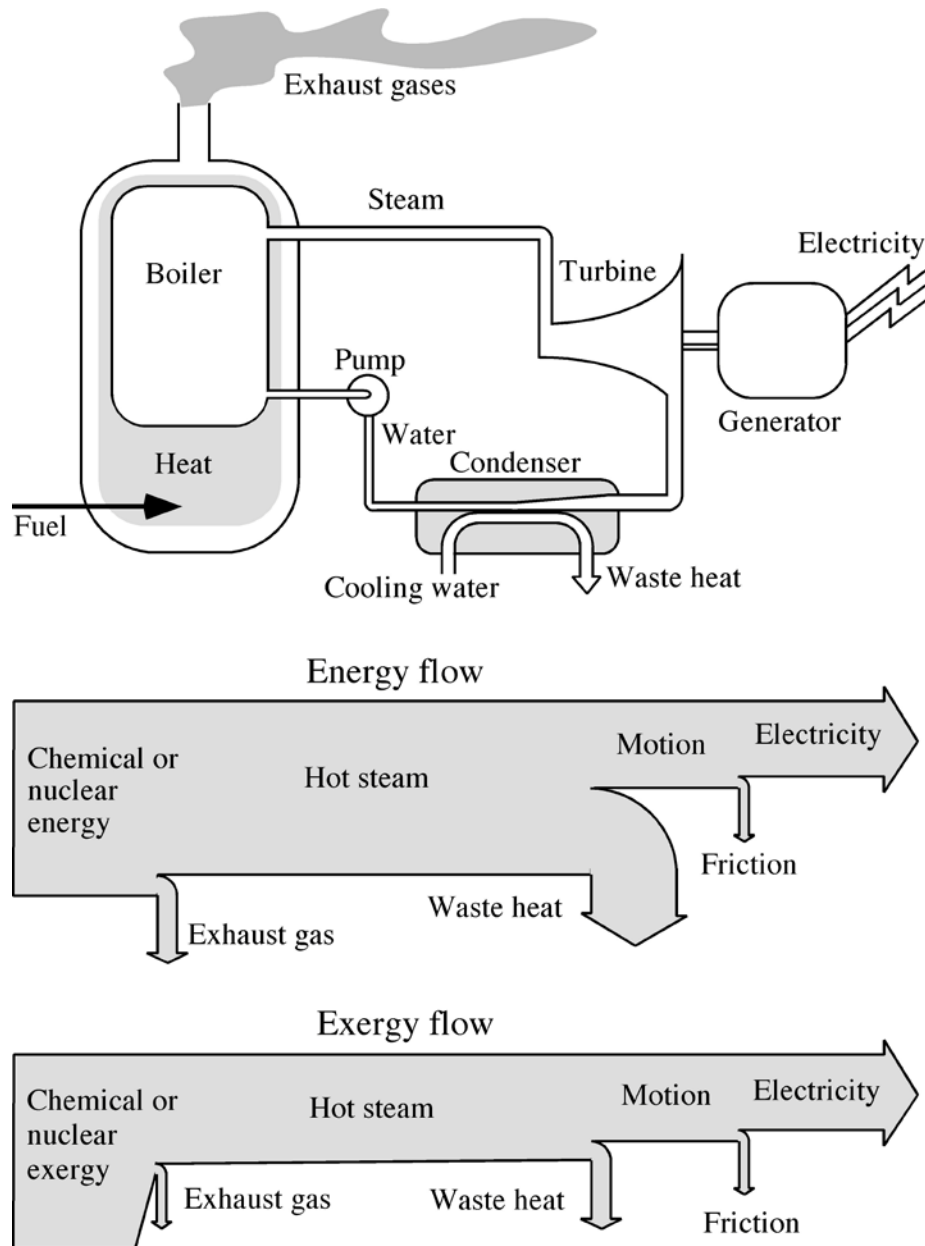 Exhaust gases
Steam
Electricity
Boiler
Turbine
Pump
Generator
Water
Condenser
Heat
Fuel
Cooling water
Waste heat
Energy flow
Chemical or
nuclear
energy
Hot steam
Motion
Electricity
Friction
Waste heat
Exhaust gas
Exergy flow
Chemical or
nuclear
exergy
Hot steam
Motion
Electricity
Exhaust gas
Waste heat
Friction